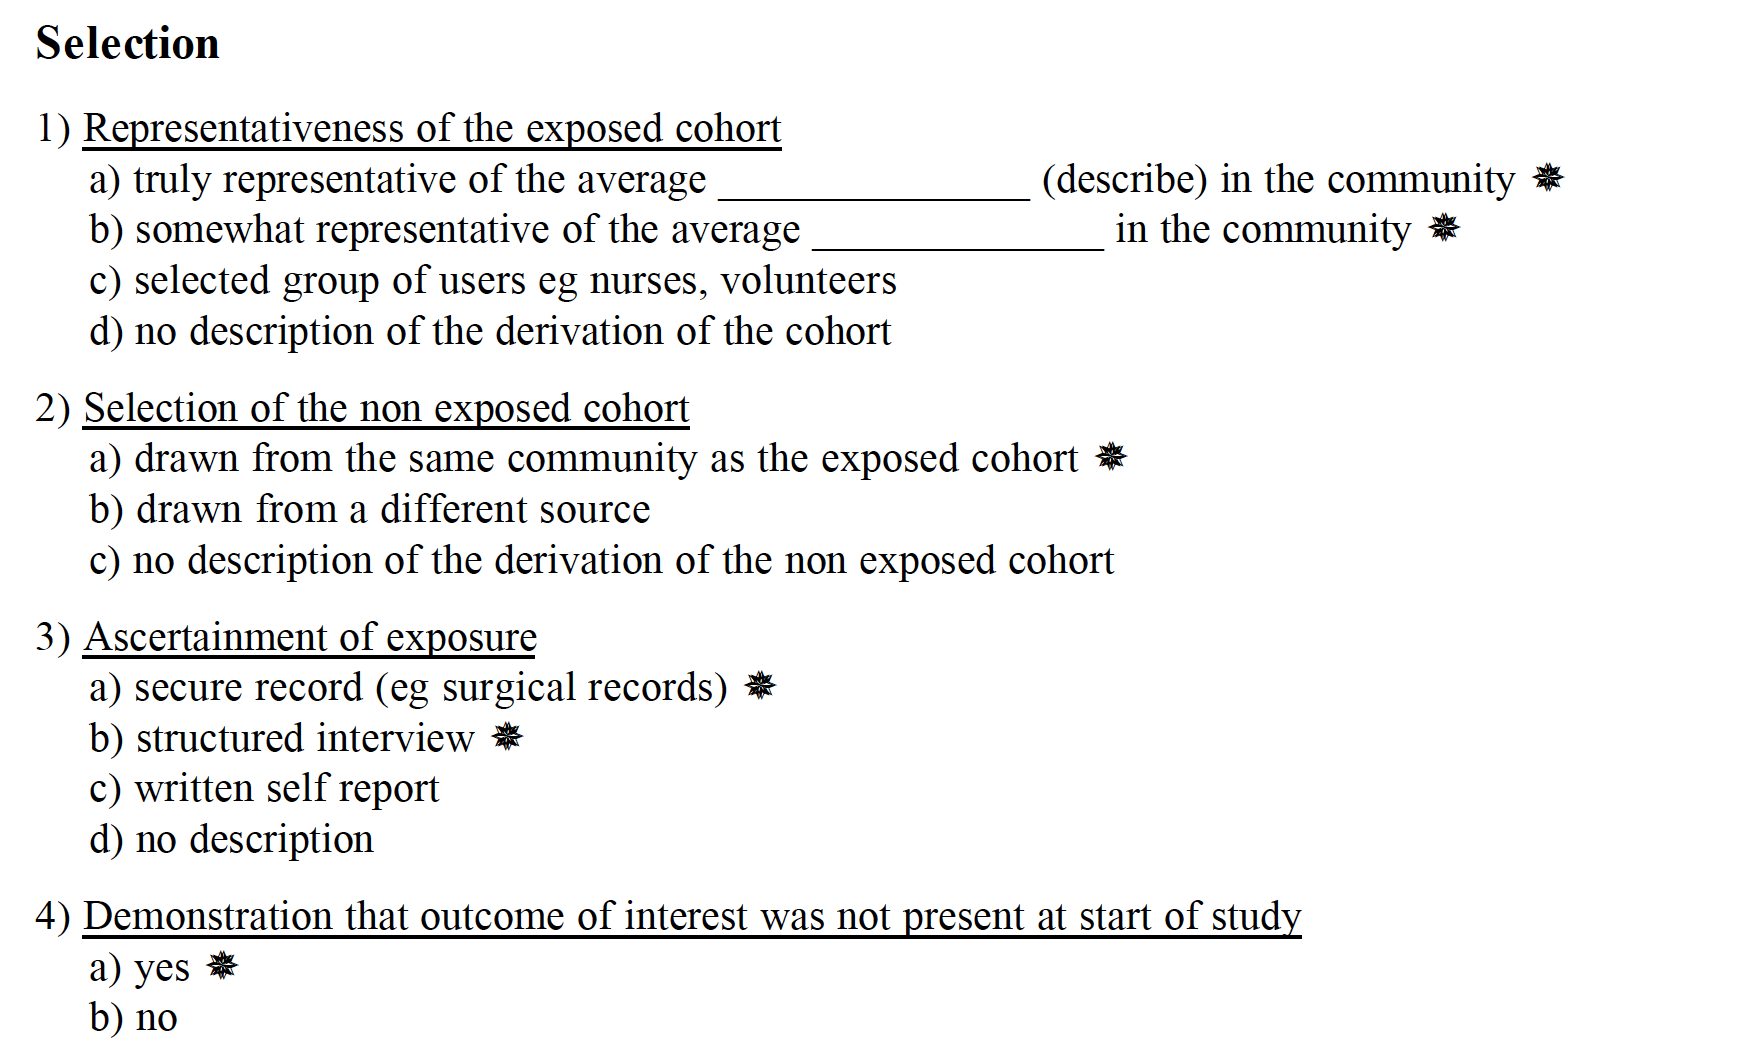 Selection
1) Representativeness of the exposed cohort
a) truly representative of the average _______________ (describe) in the community ✵
b) somewhat representative of the average ______________ in the community ✵
c) selected group of users eg nurses, volunteers
d) no description of the derivation of the cohort
2) Selection of the non exposed cohort
a) drawn from the same community as the exposed cohort ✵
b) drawn from a different source
c) no description of the derivation of the non exposed cohort
3) Ascertainment of exposure
a) secure record (eg surgical records) ✵
b) structured interview ✵
c) written self report
d) no description
4) Demonstration that outcome of interest was not present at start of study
a) yes ✵
b) no